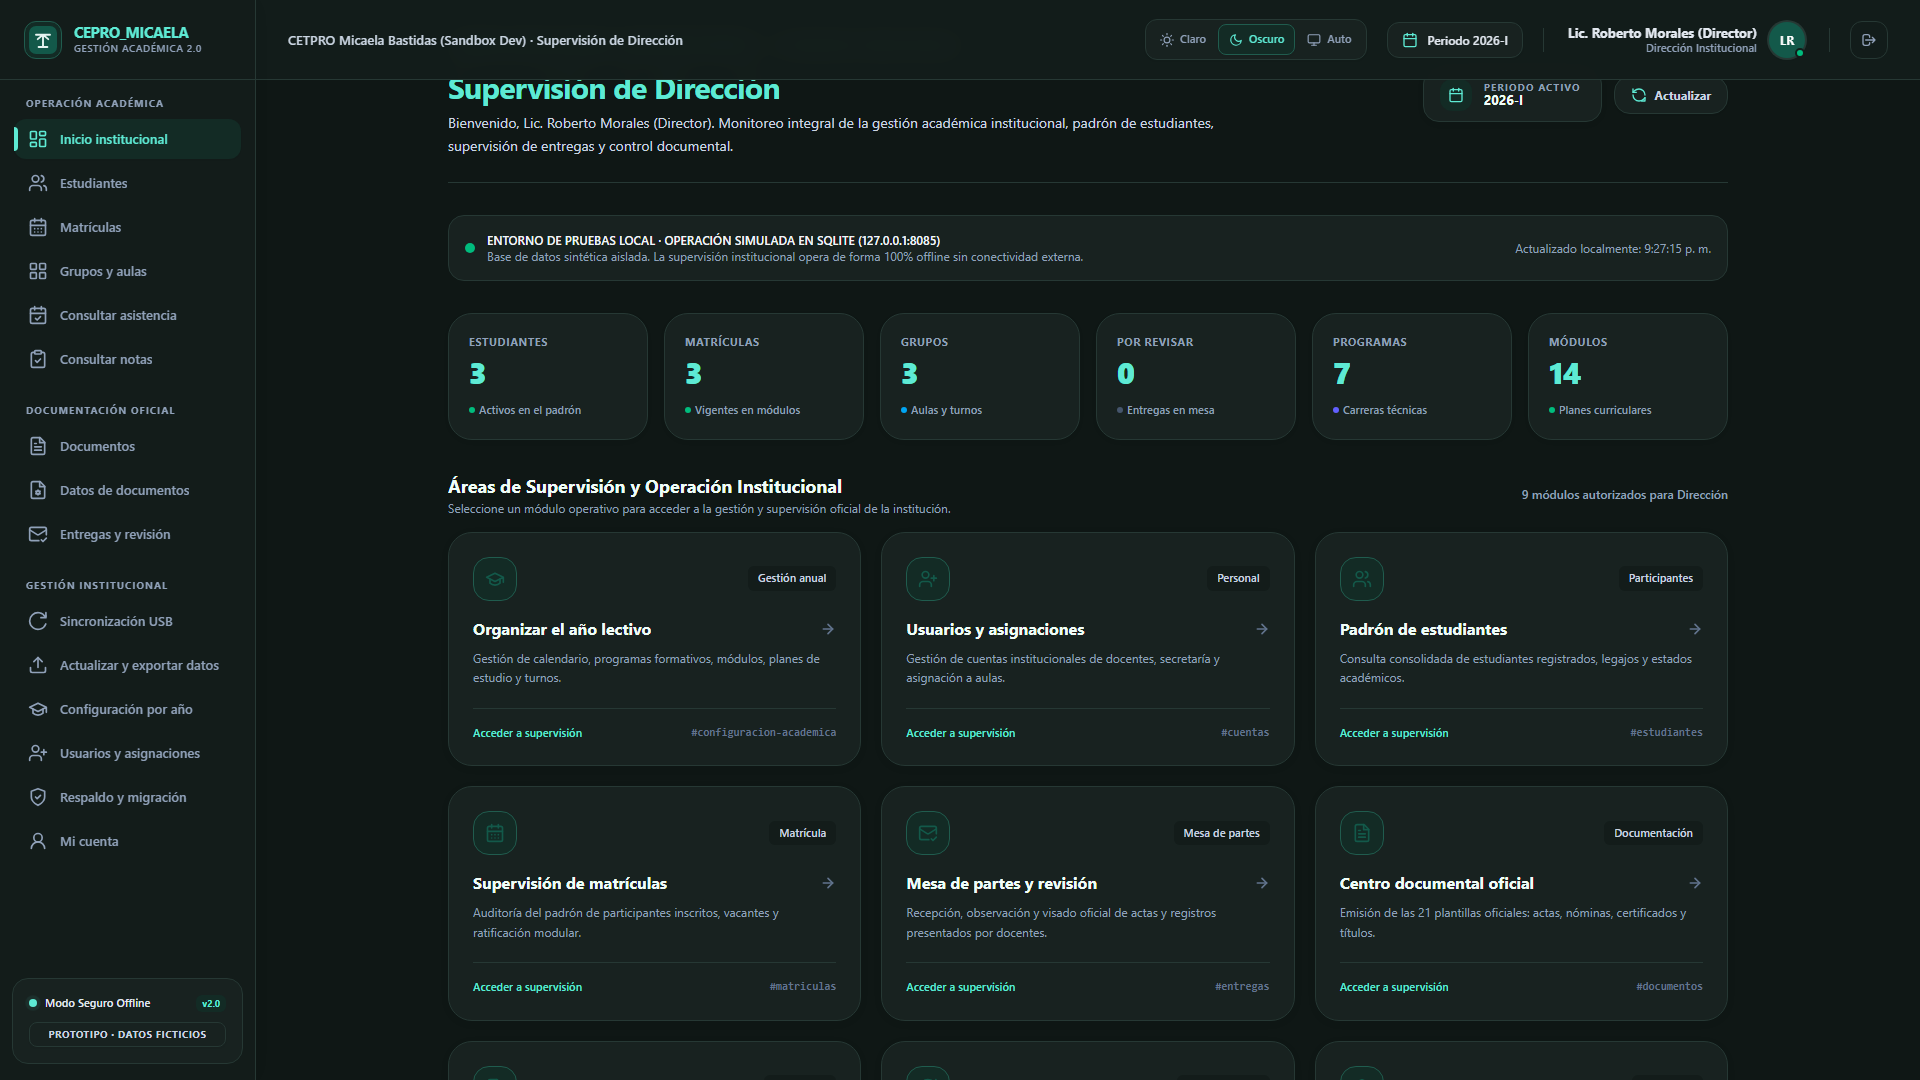 CEPRO_MICAELA
GESTIÓN ACADÉMICA 2.0
CETPRO Micaela Bastidas (Sandbox Dev) · Supervisión de Dirección
Claro
Oscuro
Auto
Periodo 2026-I
Lic. Roberto Morales (Director)
Dirección Institucional
LR
OPERACIÓN ACADÉMICA
Inicio institucional
Estudiantes
Matrículas
Grupos y aulas
Consultar asistencia
Consultar notas
DOCUMENTACIÓN OFICIAL
Documentos
Datos de documentos
Entregas y revisión
GESTIÓN INSTITUCIONAL
Sincronización USB
Actualizar y exportar datos
Configuración por año
Usuarios y asignaciones
Respaldo y migración
Mi cuenta
Modo Seguro Offline
v2.0
PROTOTIPO · DATOS FICTICIOS
Supervisión de Dirección
Bienvenido, Lic. Roberto Morales (Director). Monitoreo integral de la gestión académica institucional, padrón de estudiantes,
supervisión de entregas y control documental.
PERIODO ACTIVO
2026-I
Actualizar
ENTORNO DE PRUEBAS LOCAL · OPERACIÓN SIMULADA EN SQLITE (127.0.0.1:8085)
Base de datos sintética aislada. La supervisión institucional opera de forma 100% offline sin conectividad externa.
Actualizado localmente: 9:27:15 p. m.
ESTUDIANTES
3
Activos en el padrón
MATRÍCULAS
3
Vigentes en módulos
GRUPOS
3
Aulas y turnos
POR REVISAR
0
Entregas en mesa
PROGRAMAS
7
Carreras técnicas
MÓDULOS
14
Planes curriculares
Áreas de Supervisión y Operación Institucional
Seleccione un módulo operativo para acceder a la gestión y supervisión oficial de la institución.
9 módulos autorizados para Dirección
Gestión anual
Organizar el año lectivo
Gestión de calendario, programas formativos, módulos, planes de
estudio y turnos.
Acceder a supervisión
#configuracion-academica
Personal
Usuarios y asignaciones
Gestión de cuentas institucionales de docentes, secretaría y
asignación a aulas.
Acceder a supervisión
#cuentas
Participantes
Padrón de estudiantes
Consulta consolidada de estudiantes registrados, legajos y estados
académicos.
Acceder a supervisión
#estudiantes
Matrícula
Supervisión de matrículas
Auditoría del padrón de participantes inscritos, vacantes y
ratificación modular.
Acceder a supervisión
#matriculas
Mesa de partes
Mesa de partes y revisión
Recepción, observación y visado oficial de actas y registros
presentados por docentes.
Acceder a supervisión
#entregas
Documentación
Centro documental oficial
Emisión de las 21 plantillas oficiales: actas, nóminas, certificados y
títulos.
Acceder a supervisión
#documentos